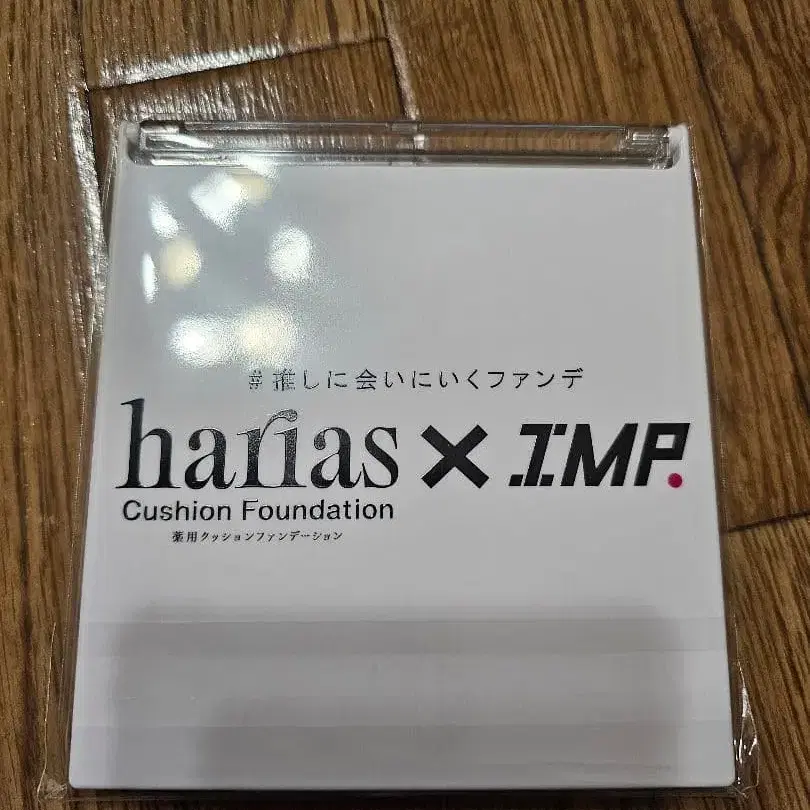 #推しに会いにいくファンデ
harias × IMP.
Cushion Foundation
薬用クッションファンデーション